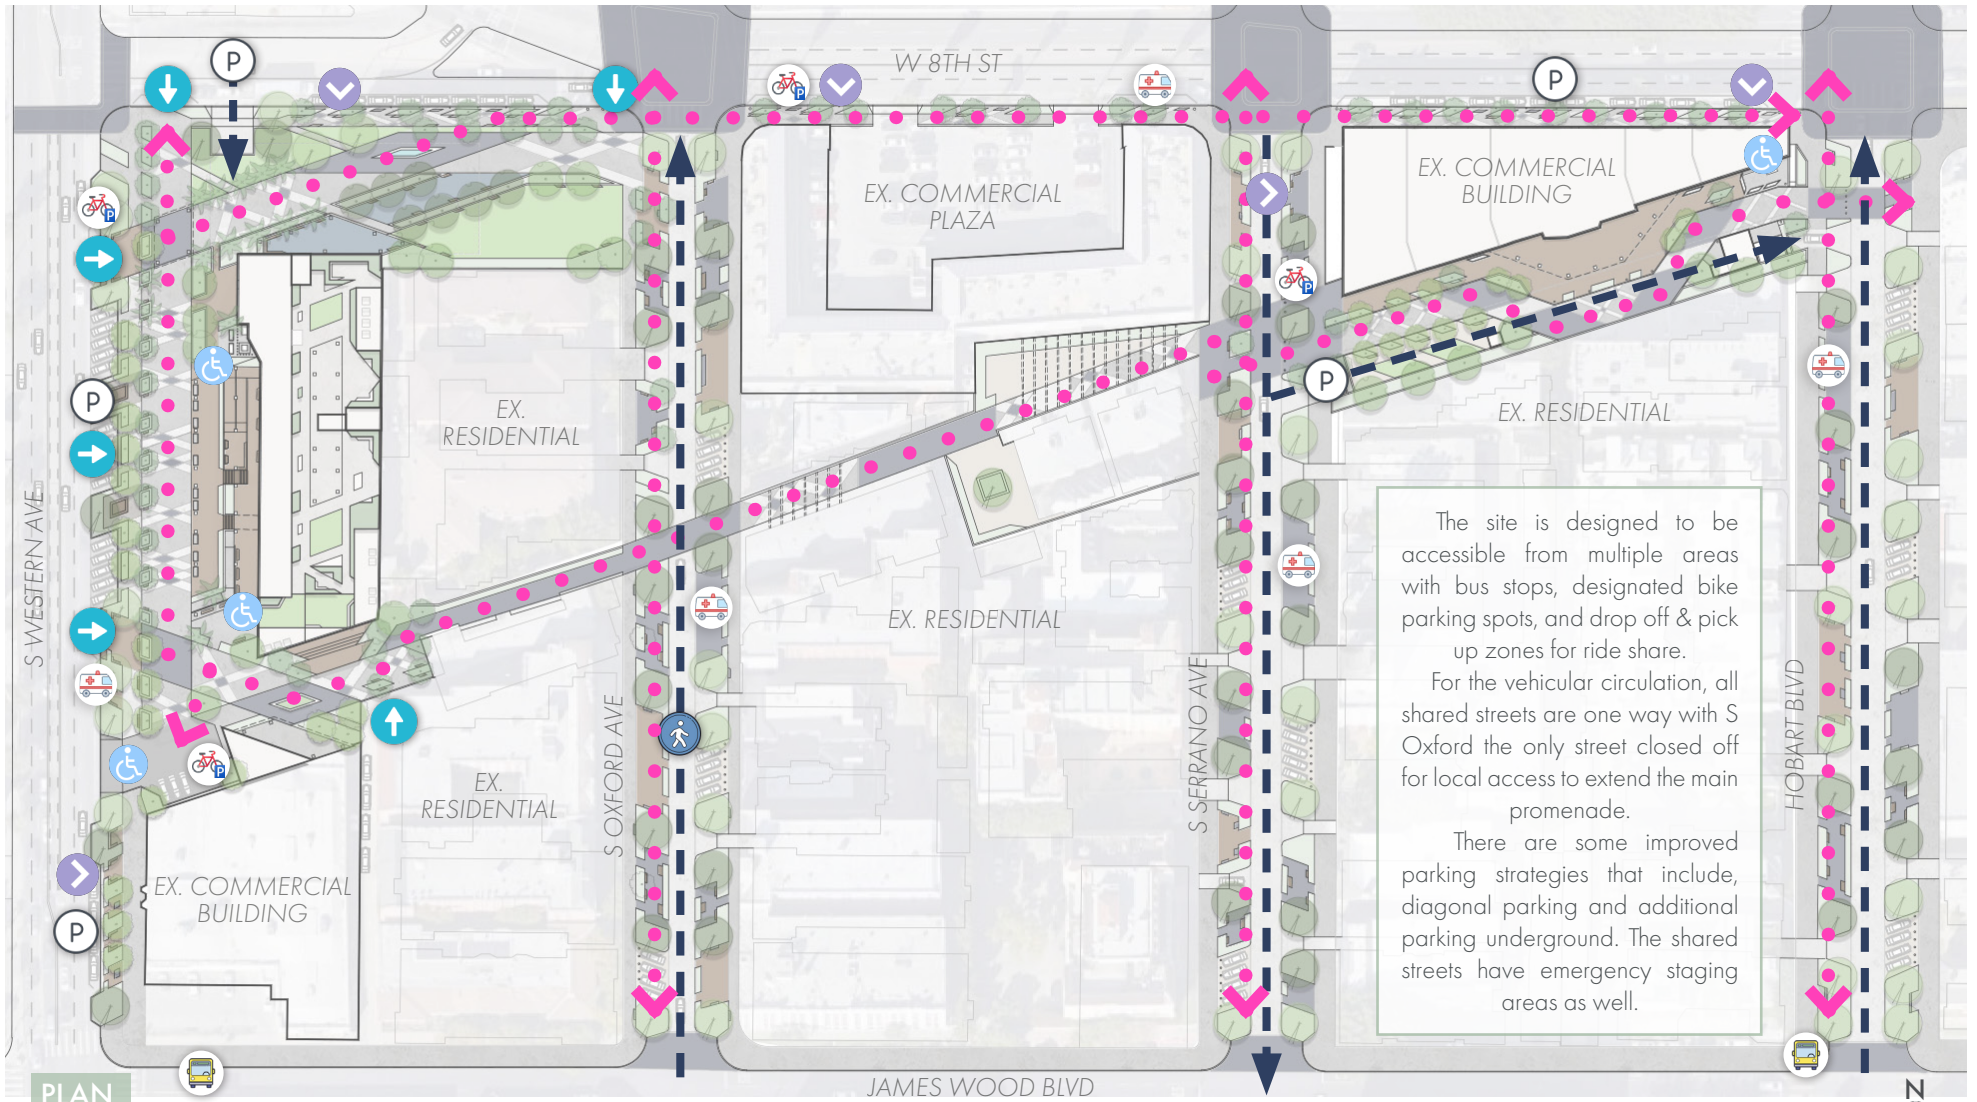 W 8TH ST
P
P
EX. COMMERCIAL
PLAZA
EX. COMMERCIAL
BUILDING
P
P
P
P
P
EX.
RESIDENTIAL
P
EX. RESIDENTIAL
S WESTERN AVE
EX. RESIDENTIAL
S OXFORD AVE
S SERRANO AVE
HOBART BLVD
EX.
RESIDENTIAL
P
EX. COMMERCIAL
BUILDING
P
The site is designed to be
accessible from multiple areas
with bus stops, designated bike
parking spots, and drop off & pick
up zones for ride share.
For the vehicular circulation, all
shared streets are one way with S
Oxford the only street closed off
for local access to extend the main
promenade.
There are some improved
parking strategies that include,
diagonal parking and additional
parking underground. The shared
streets have emergency staging
areas as well.
PLAN
JAMES WOOD BLVD
N